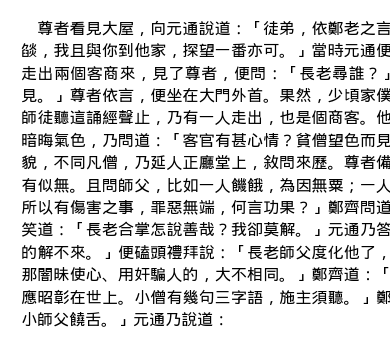 尊者看見大屋，向元通說道：「徒弟，依鄭老之言
燄，我且與你到他家，探望一番亦可。」當時元通便
走出兩個客商來，見了尊者，便問：「長老尋誰？」
見。」尊者依言，便坐在大門外首。果然，少頃家僕
師徒聽這誦經聲止，乃有一人走出，也是個商客。他
暗晦氣色，乃問道：「客官有甚心情？貧僧望色而見
貌，不同凡僧，乃延人正廳堂上，敘問來歷。尊者備
有似無。且問師父，比如一人饑餓，為因無粟；一人
所以有傷害之事，罪惡無端，何言功果？」鄭齊問道
笑道：「長老合掌怎說善哉？我卻莫解。」元通乃答
的解不來。」便磕頭禮拜說：「長老師父度化他了，
那闇昧使心、用奸騙人的，大不相同。」鄭齊道：「
應昭彰在世上。小僧有幾句三字語，施主須聽。」鄭
小師父饒舌。」元通乃說道：